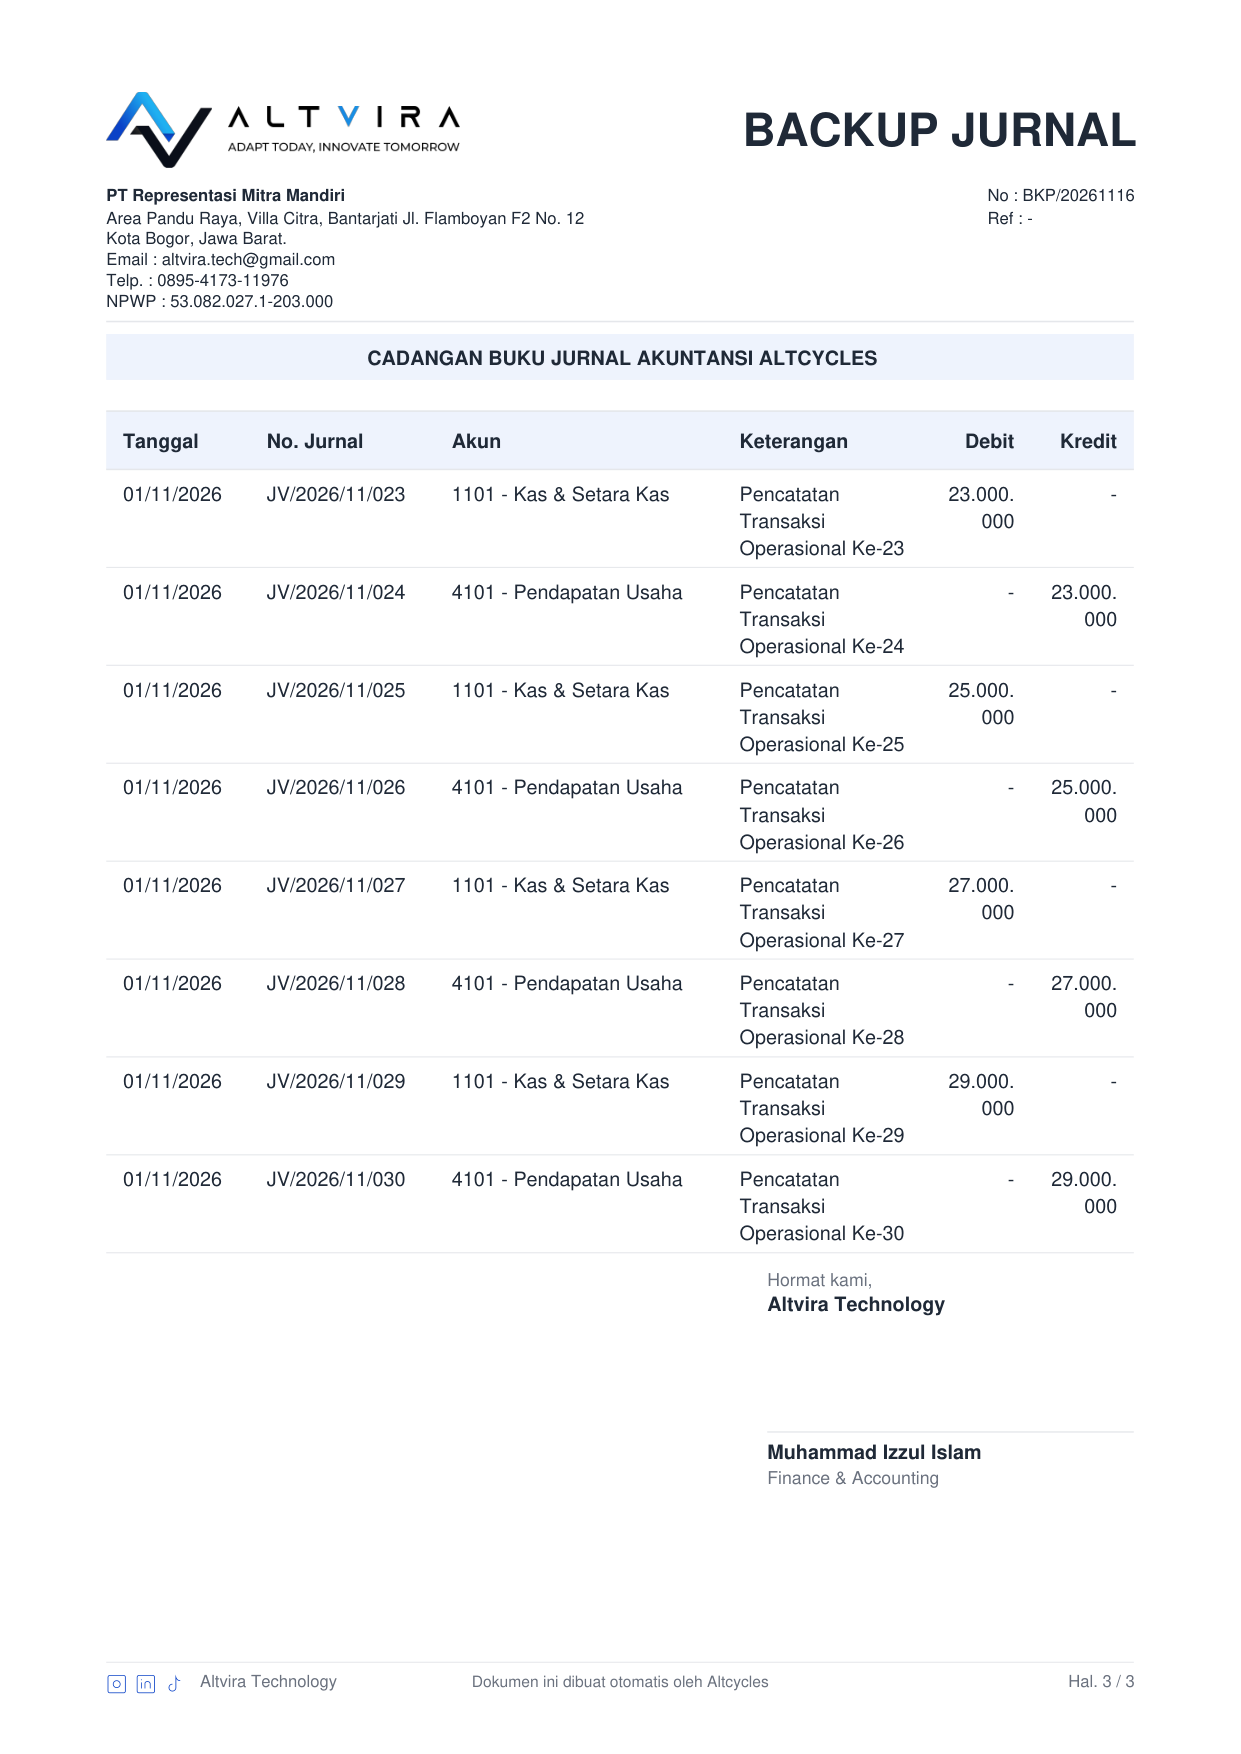 ALTVIRA
ADAPT TODAY, INNOVATE TOMORROW
BACKUP JURNAL
PT Representasi Mitra Mandiri
Area Pandu Raya, Villa Citra, Bantarjati Jl. Flamboyan F2 No. 12
Kota Bogor, Jawa Barat.
Email : altvira.tech@gmail.com
Telp. : 0895-4173-11976
NPWP : 53.082.027.1-203.000
No : BKP/20261116
Ref : -
CADANGAN BUKU JURNAL AKUNTANSI ALTCYCLES
Tanggal No. Jurnal Akun Keterangan Debit Kredit
01/11/2026 JV/2026/11/023 1101 - Kas & Setara Kas Pencatatan 23.000. -
Transaksi 000
Operasional Ke-23
01/11/2026 JV/2026/11/024 4101 - Pendapatan Usaha Pencatatan - 23.000.
Transaksi 000
Operasional Ke-24
01/11/2026 JV/2026/11/025 1101 - Kas & Setara Kas Pencatatan 25.000. -
Transaksi 000
Operasional Ke-25
01/11/2026 JV/2026/11/026 4101 - Pendapatan Usaha Pencatatan - 25.000.
Transaksi 000
Operasional Ke-26
01/11/2026 JV/2026/11/027 1101 - Kas & Setara Kas Pencatatan 27.000. -
Transaksi 000
Operasional Ke-27
01/11/2026 JV/2026/11/028 4101 - Pendapatan Usaha Pencatatan - 27.000.
Transaksi 000
Operasional Ke-28
01/11/2026 JV/2026/11/029 1101 - Kas & Setara Kas Pencatatan 29.000. -
Transaksi 000
Operasional Ke-29
01/11/2026 JV/2026/11/030 4101 - Pendapatan Usaha Pencatatan - 29.000.
Transaksi 000
Operasional Ke-30
Hormat kami,
Altvira Technology
Muhammad Izzul Islam
Finance & Accounting
in Altvira Technology Dokumen ini dibuat otomatis oleh Altcycles Hal. 3 / 3